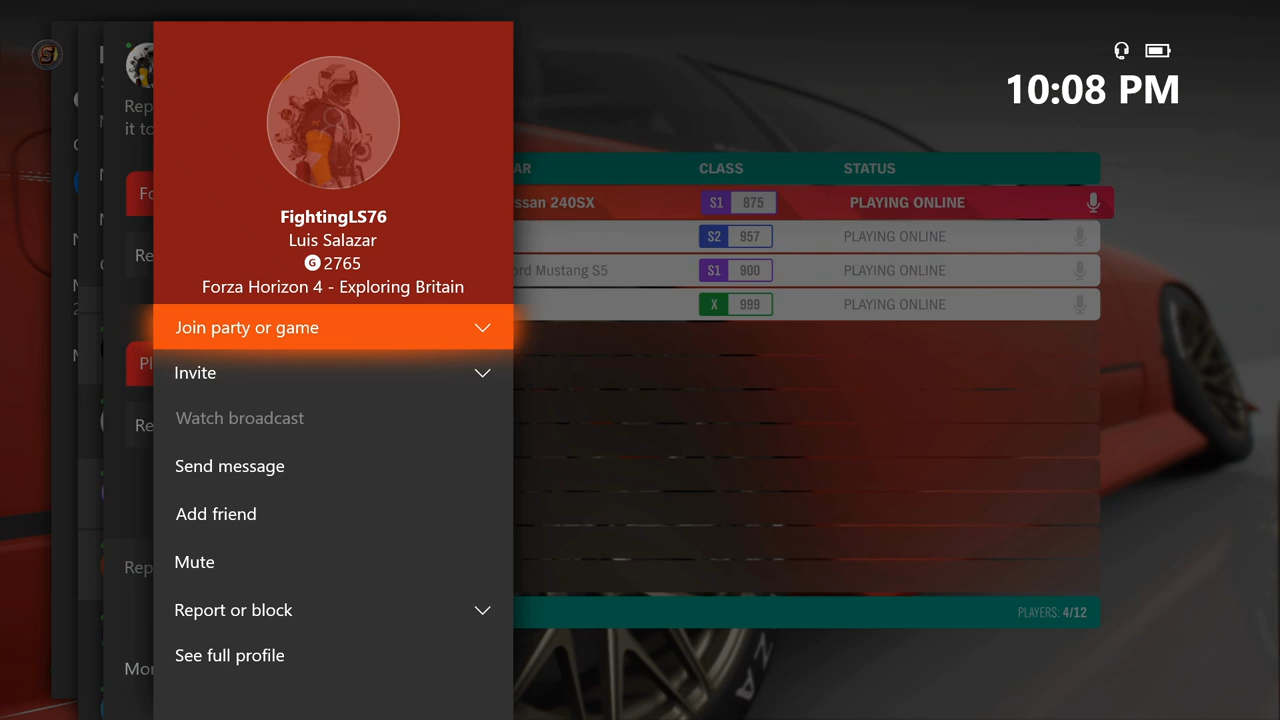 10:08 PM
FightingLS76
Luis Salazar
G 2765
Forza Horizon 4 - Exploring Britain
Join party or game
Invite
Watch broadcast
Send message
Add friend
Mute
Report or block
See full profile
CLASS STATUS
240SX S1 875 PLAYING ONLINE
S2 957 PLAYING ONLINE
Mustang S5 S1 900 PLAYING ONLINE
X 999 PLAYING ONLINE
PLAYERS: 4/12
it to